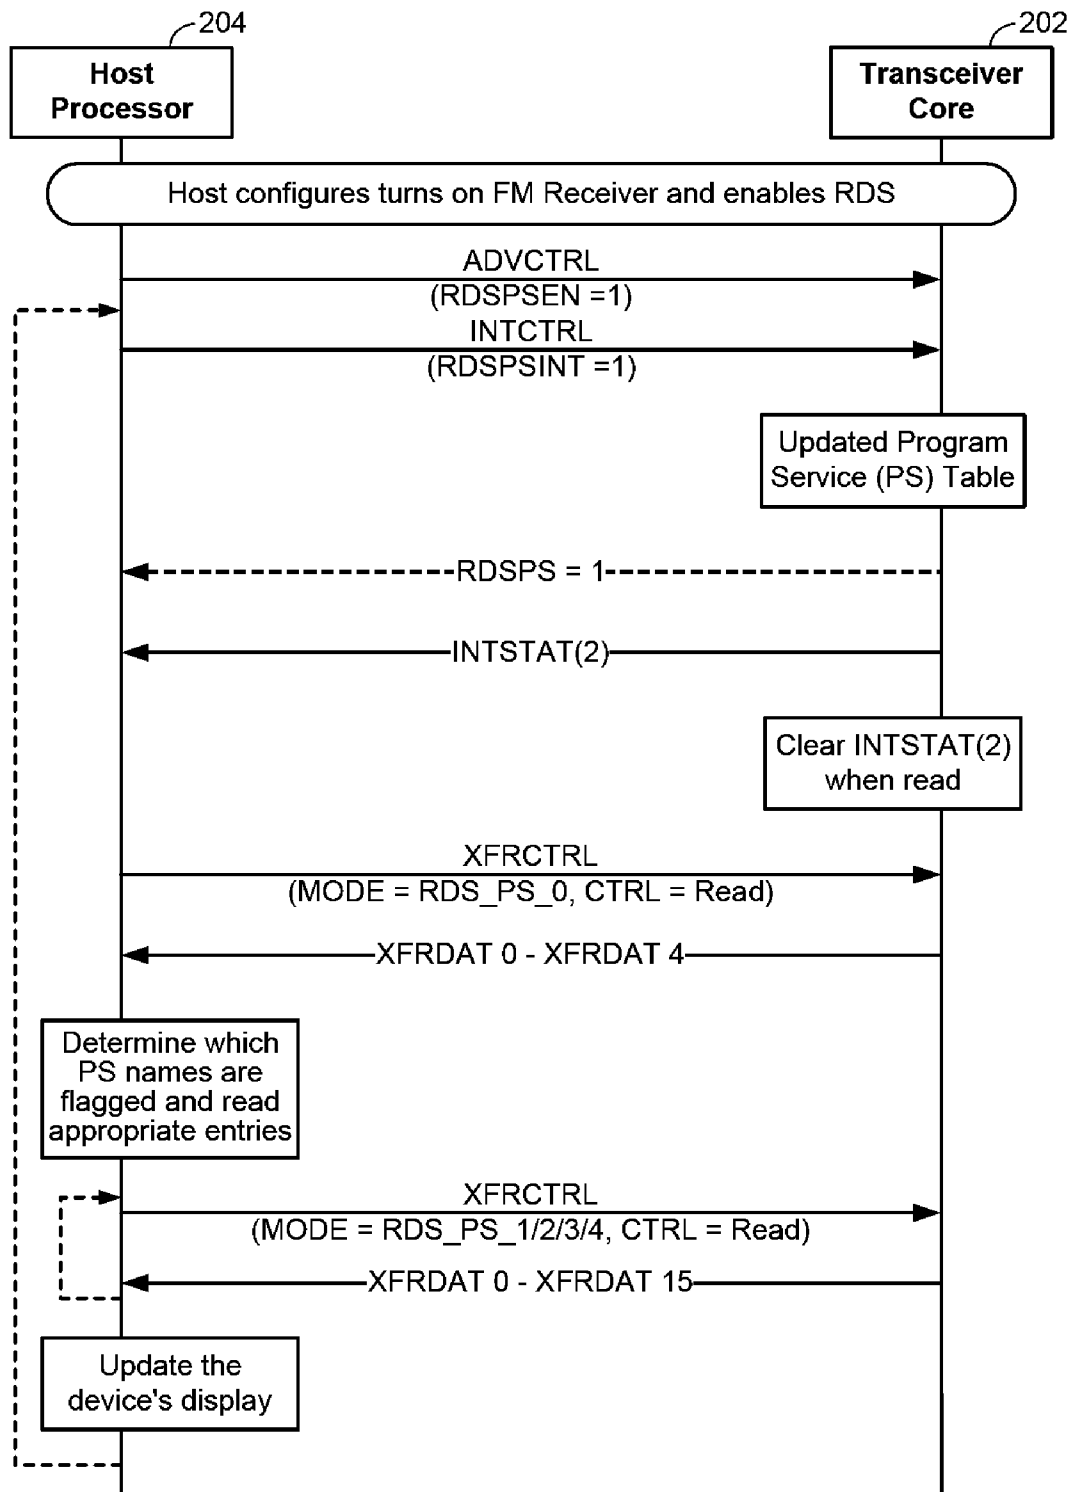 204
202
Host
Processor
Transceiver
Core
Host configures turns on FM Receiver and enables RDS
ADVCTRL
(RDSPSEN =1)
INTCTRL
(RDSPSINT =1)
Updated Program
Service (PS) Table
RDSPS = 1
INTSTAT(2)
Clear INTSTAT(2)
when read
XFRCTRL
(MODE = RDS_PS_0, CTRL = Read)
XFRDAT 0 - XFRDAT 4
Determine which
PS names are
flagged and read
appropriate entries
XFRCTRL
(MODE = RDS_PS_1/2/3/4, CTRL = Read)
XFRDAT 0 - XFRDAT 15
Update the
device's display